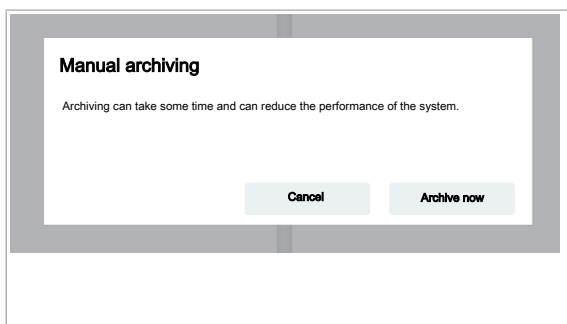 Manual archiving
Archiving can take some time and can reduce the performance of the system.
Cancel
Archive now